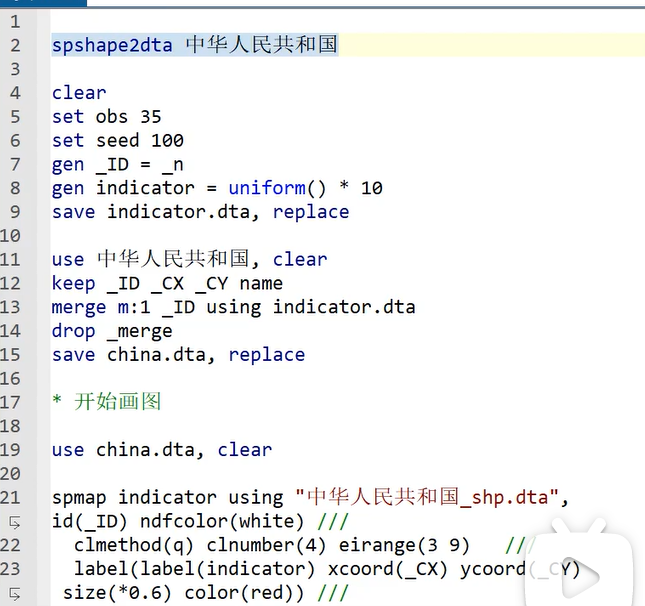 1
2 spshape2dta 中华人民共和国
3
4 clear
5 set obs 35
6 set seed 100
7 gen _ID = _n
8 gen indicator = uniform() * 10
9 save indicator.dta, replace
10
11 use 中华人民共和国, clear
12 keep _ID _CX _CY name
13 merge m:1 _ID using indicator.dta
14 drop _merge
15 save china.dta, replace
16
17 * 开始画图
18
19 use china.dta, clear
20
21 spmap indicator using "中华人民共和国_shp.dta",
id(_ID) ndfcolor(white) ///
22 clmethod(q) clnumber(4) eirange(3 9) ///
23 label(label(indicator) xcoord(_CX) ycoord(_CY)
size(*0.6) color(red)) ///